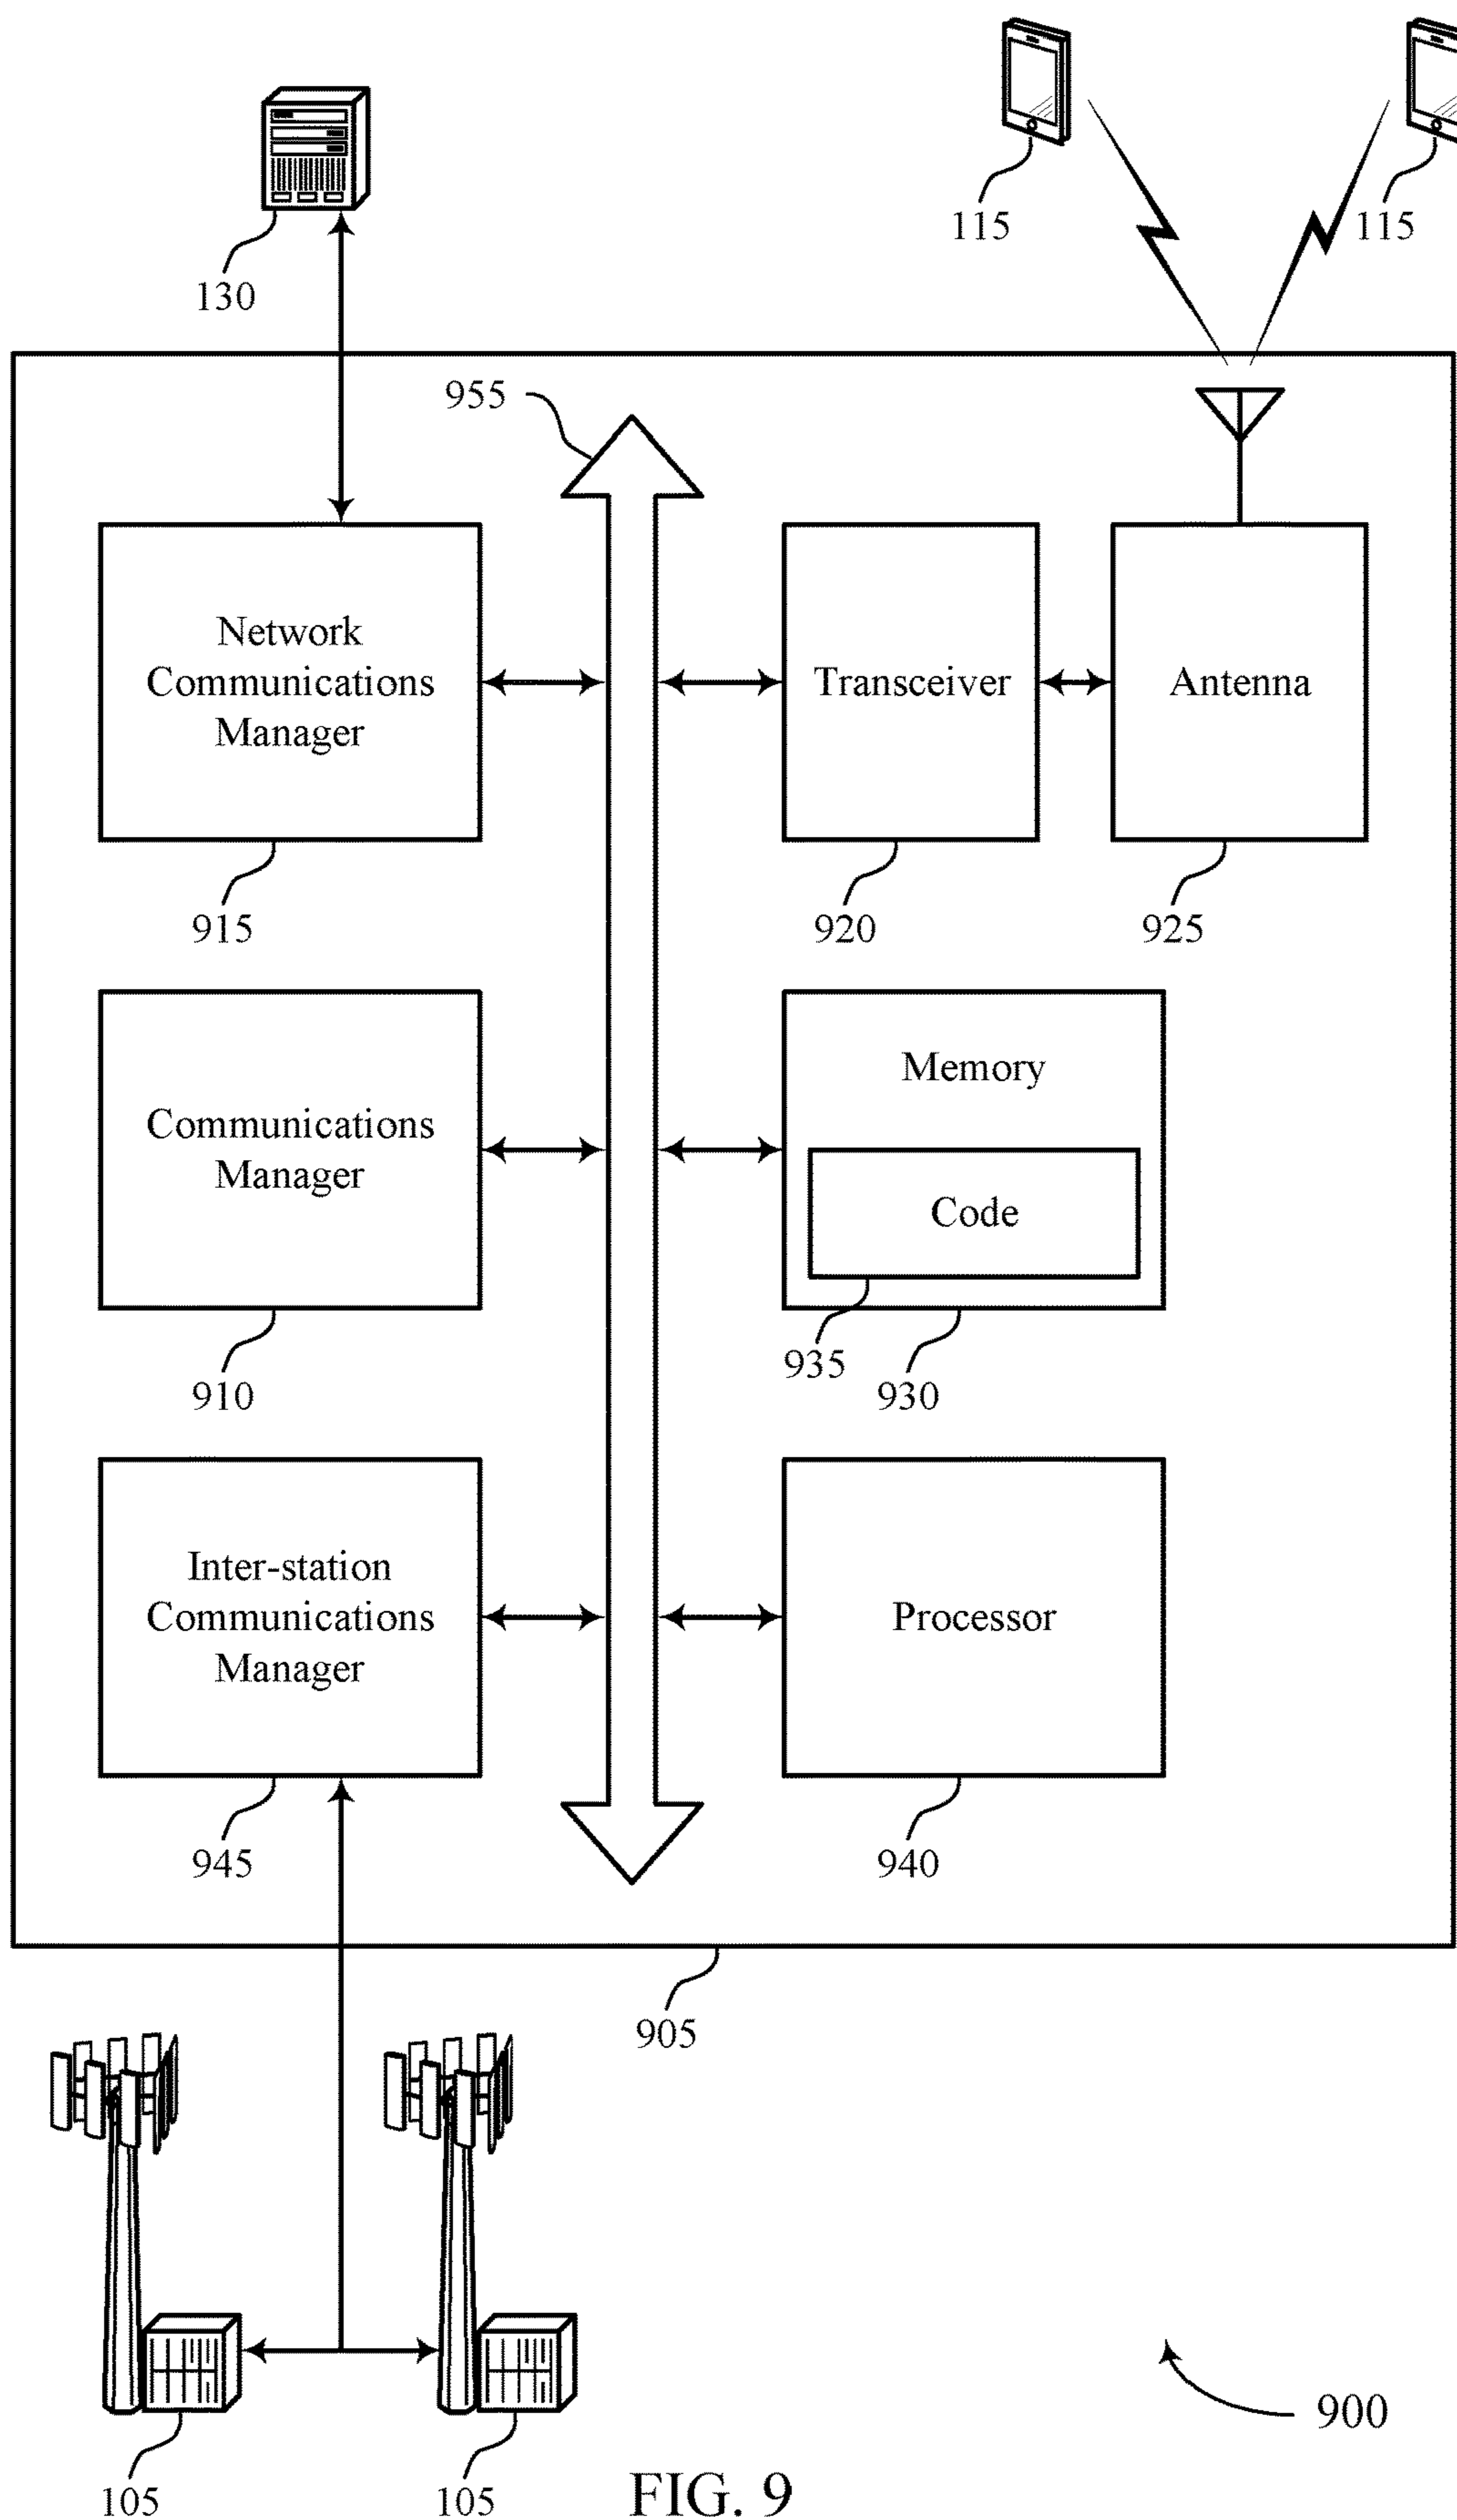 115
115
130
955
Network
Communications
Manager
Transceiver
Antenna
915
920
925
Communications
Manager
Memory
Code
935
910
930
Inter-station
Communications
Manager
Processor
945
940
905
900
105
105
FIG. 9